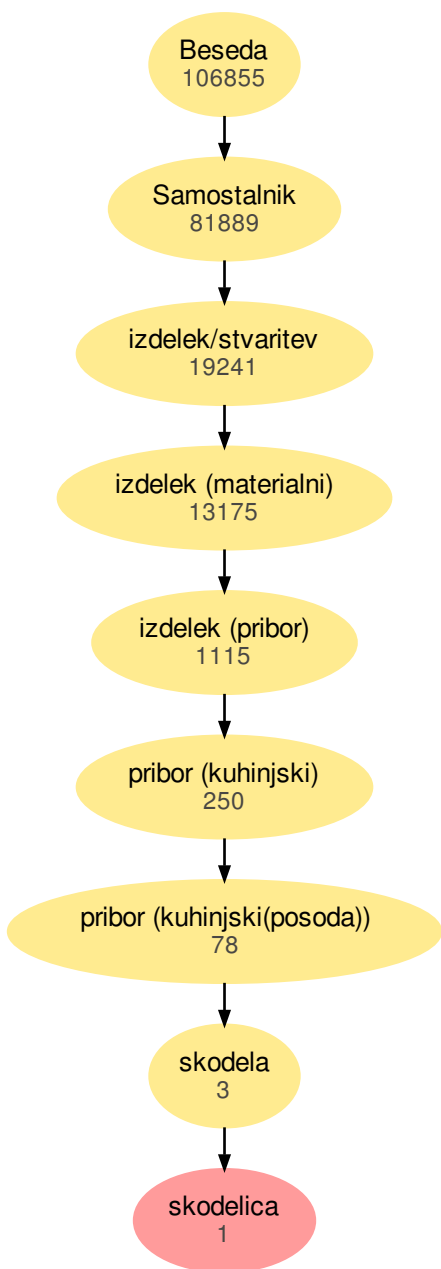 Beseda
106855
Samostalnik
81889
izdelek/stvaritev
19241
izdelek (materialni)
13175
izdelek (pribor)
1115
pribor (kuhinjski)
250
pribor (kuhinjski(posoda))
78
skodela
3
skodelica
1